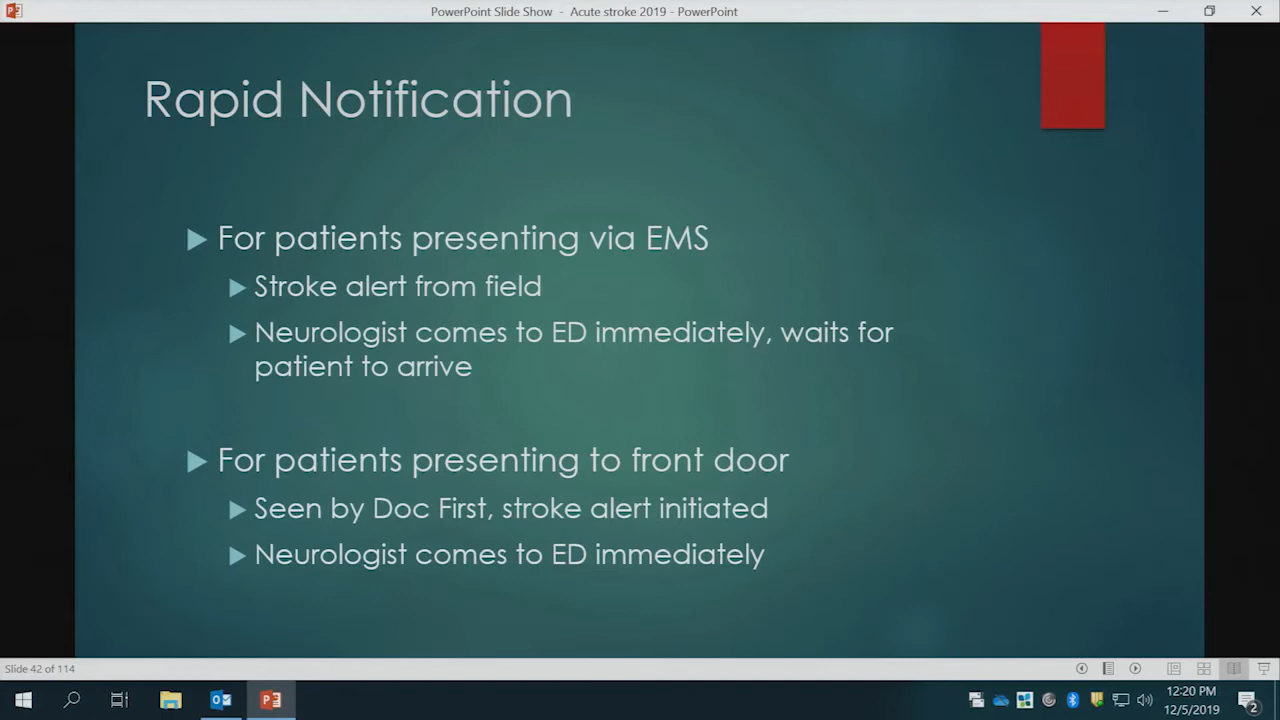 PowerPoint Slide Show - Acute stroke 2019 - PowerPoint
Rapid Notification
For patients presenting via EMS
Stroke alert from field
Neurologist comes to ED immediately, waits for
patient to arrive
For patients presenting to front door
Seen by Doc First, stroke alert initiated
Neurologist comes to ED immediately
Slide 42 of 114
12:20 PM
12/5/2019
2